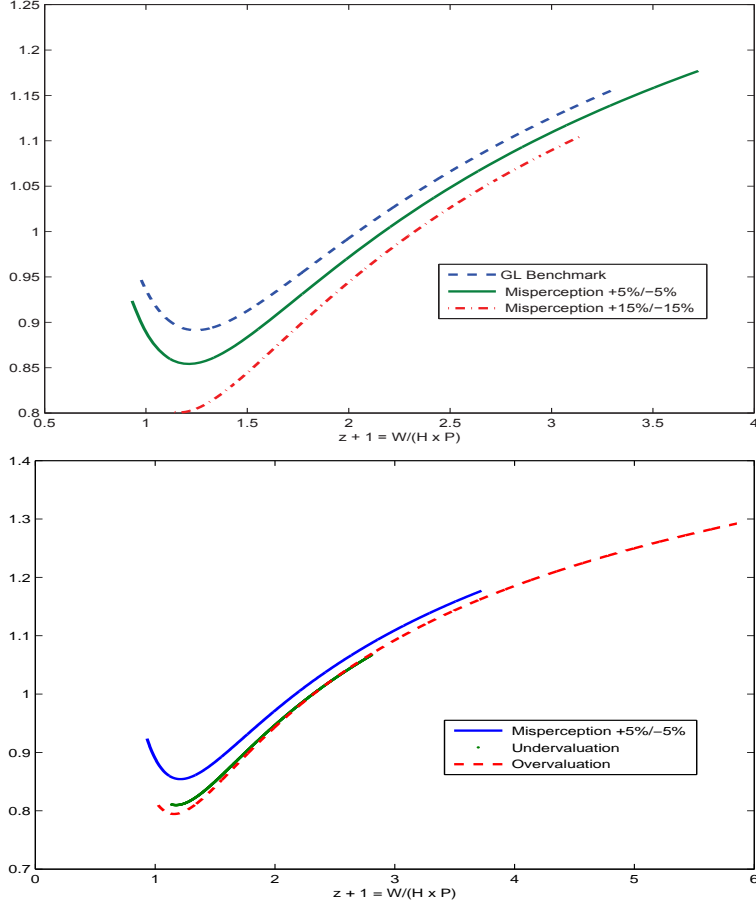 1.25
1.2
1.15
1.1
1.05
1
0.95
0.9
0.85
0.8
0.5 1 1.5 2 2.5 3 3.5 4
z + 1 = W/(H x P)
GL Benchmark
Misperception +5%/−5%
Misperception +15%/−15%
1.4
1.3
1.2
1.1
1
0.9
0.8
0.7
0 1 2 3 4 5 6
z + 1 = W/(H x P)
Misperception +5%/−5%
Undervaluation
Overvaluation